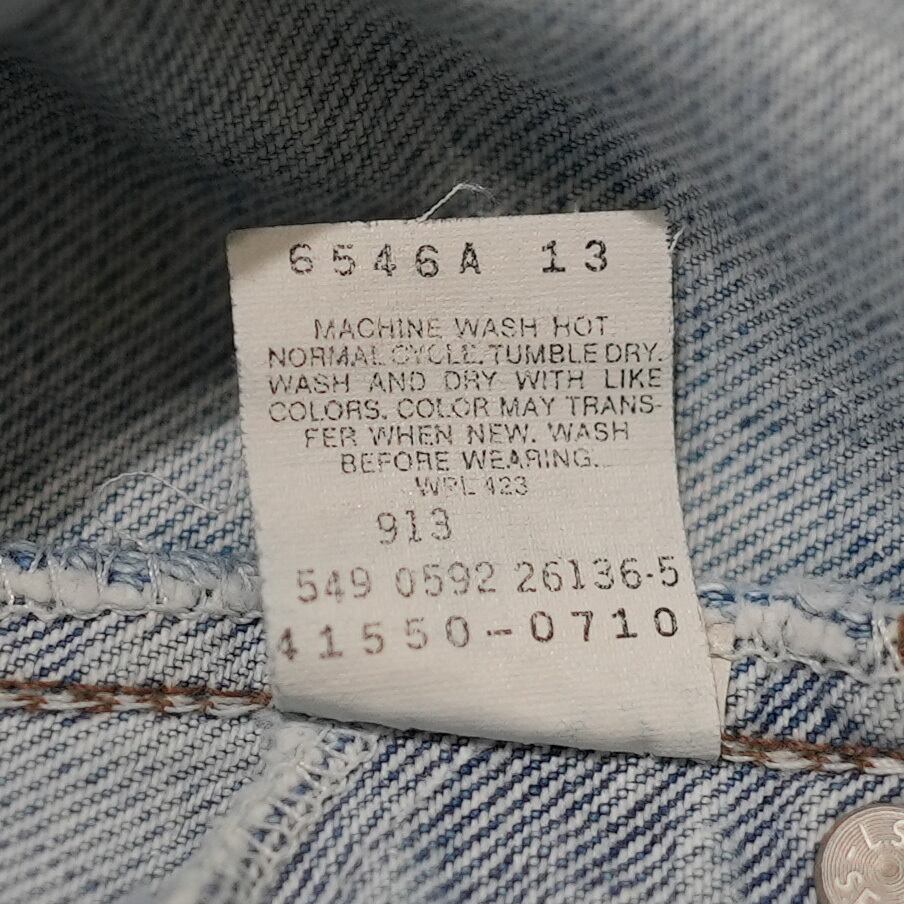 6546A 13
MACHINE WASH HOT
NORMAL CYCLE. TUMBLE DRY.
WASH AND DRY WITH LIKE
COLORS. COLOR MAY TRANS-
FER WHEN NEW. WASH
BEFORE WEARING.
WPL 423
913
549 0592 26136-5
41550-0710